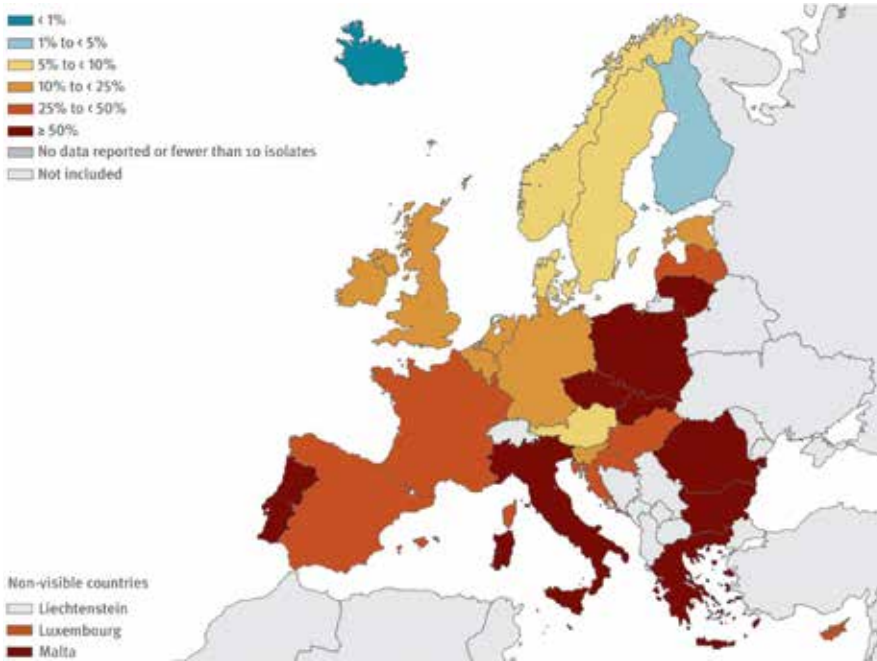 < 1%
1% to < 5%
5% to < 10%
10% to < 25%
25% to < 50%
≥ 50%
No data reported or fewer than 10 isolates
Not included
Non-visible countries
Liechtenstein
Luxembourg
Malta